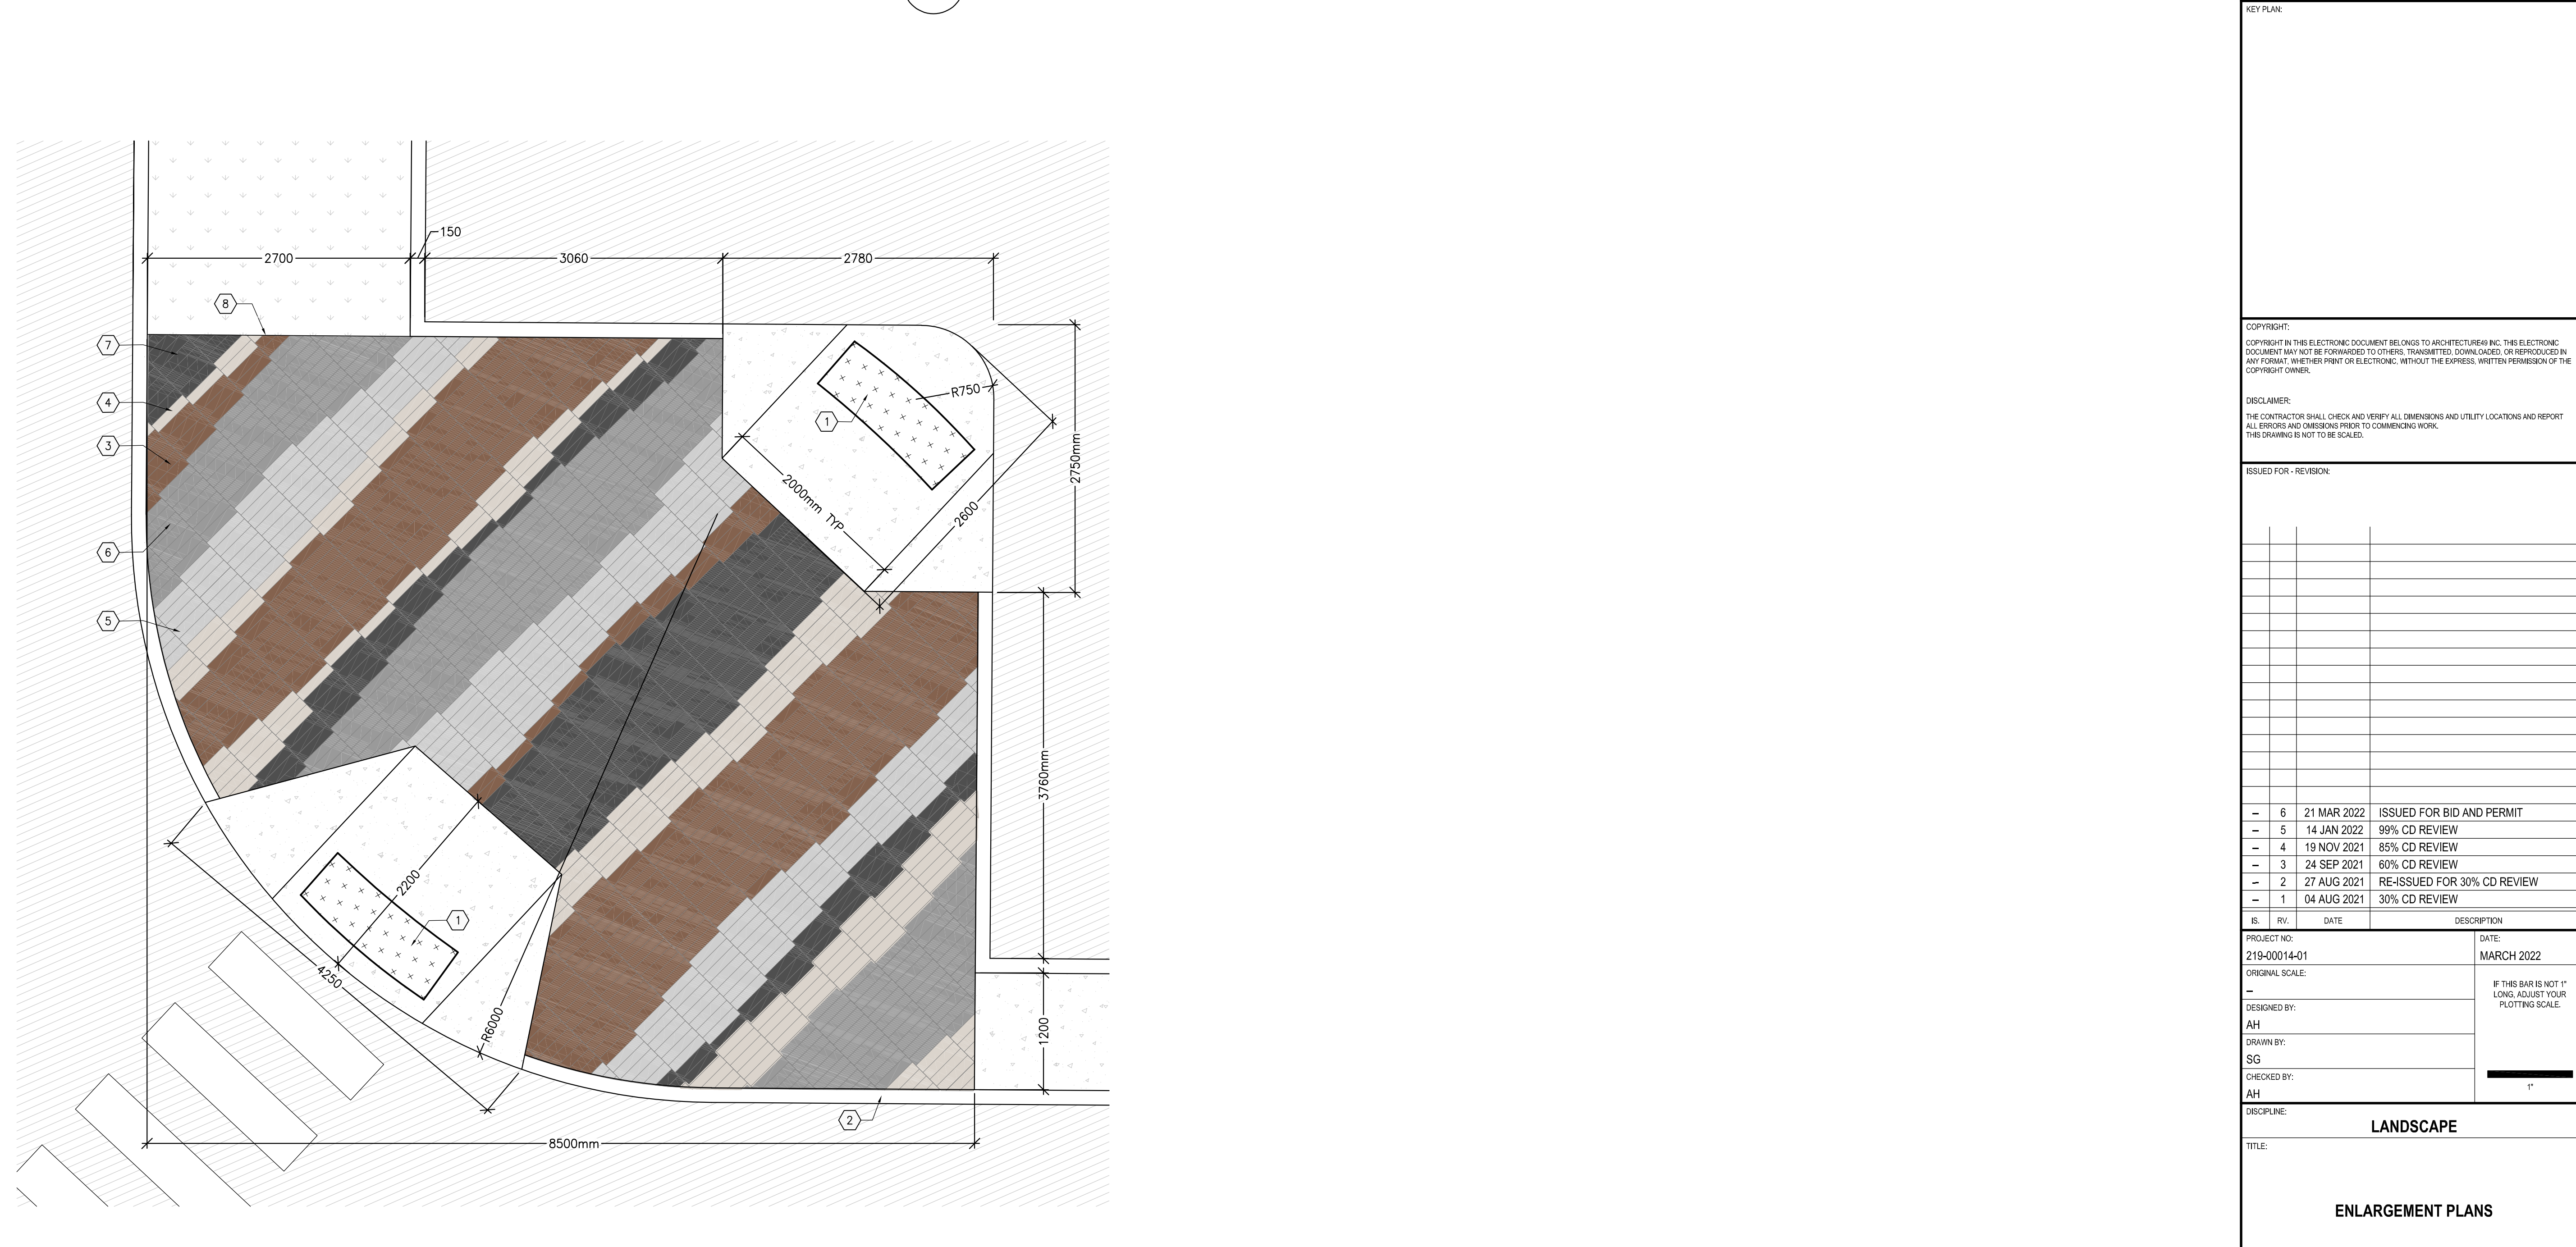 150
2700
3060
2780
8
7
4
3
6
5
1
R750
2750mm
2000mm TYP
2600
3760mm
2200
1
4250
R6000
1200
2
8500mm
KEY PLAN:
COPYRIGHT:
COPYRIGHT IN THIS ELECTRONIC DOCUMENT BELONGS TO ARCHITECTURE49 INC, THIS ELECTRONIC
DOCUMENT MAY NOT BE FORWARDED TO OTHERS, TRANSMITTED, DOWNLOADED, OR REPRODUCED IN
ANY FORMAT, WHETHER PRINT OR ELECTRONIC, WITHOUT THE EXPRESS, WRITTEN PERMISSION OF THE
COPYRIGHT OWNER.
DISCLAIMER:
THE CONTRACTOR SHALL CHECK AND VERIFY ALL DIMENSIONS AND UTILITY LOCATIONS AND REPORT
ALL ERRORS AND OMISSIONS PRIOR TO COMMENCING WORK.
THIS DRAWING IS NOT TO BE SCALED.
ISSUED FOR - REVISION:
– 6 21 MAR 2022 ISSUED FOR BID AND PERMIT
– 5 14 JAN 2022 99% CD REVIEW
– 4 19 NOV 2021 85% CD REVIEW
– 3 24 SEP 2021 60% CD REVIEW
– 2 27 AUG 2021 RE-ISSUED FOR 30% CD REVIEW
– 1 04 AUG 2021 30% CD REVIEW
IS. RV. DATE DESCRIPTION
PROJECT NO:
219-00014-01
DATE:
MARCH 2022
ORIGINAL SCALE:
–
IF THIS BAR IS NOT 1"
LONG, ADJUST YOUR
PLOTTING SCALE.
DESIGNED BY:
AH
DRAWN BY:
SG
CHECKED BY:
AH
1"
DISCIPLINE:
LANDSCAPE
TITLE:
ENLARGEMENT PLANS